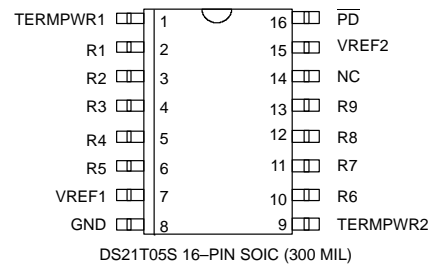 TERMPWR1 1 16 PD
R1 2 15 VREF2
R2 3 14 NC
R3 4 13 R9
R4 5 12 R8
R5 6 11 R7
VREF1 7 10 R6
GND 8 9 TERMPWR2
DS21T05S 16–PIN SOIC (300 MIL)